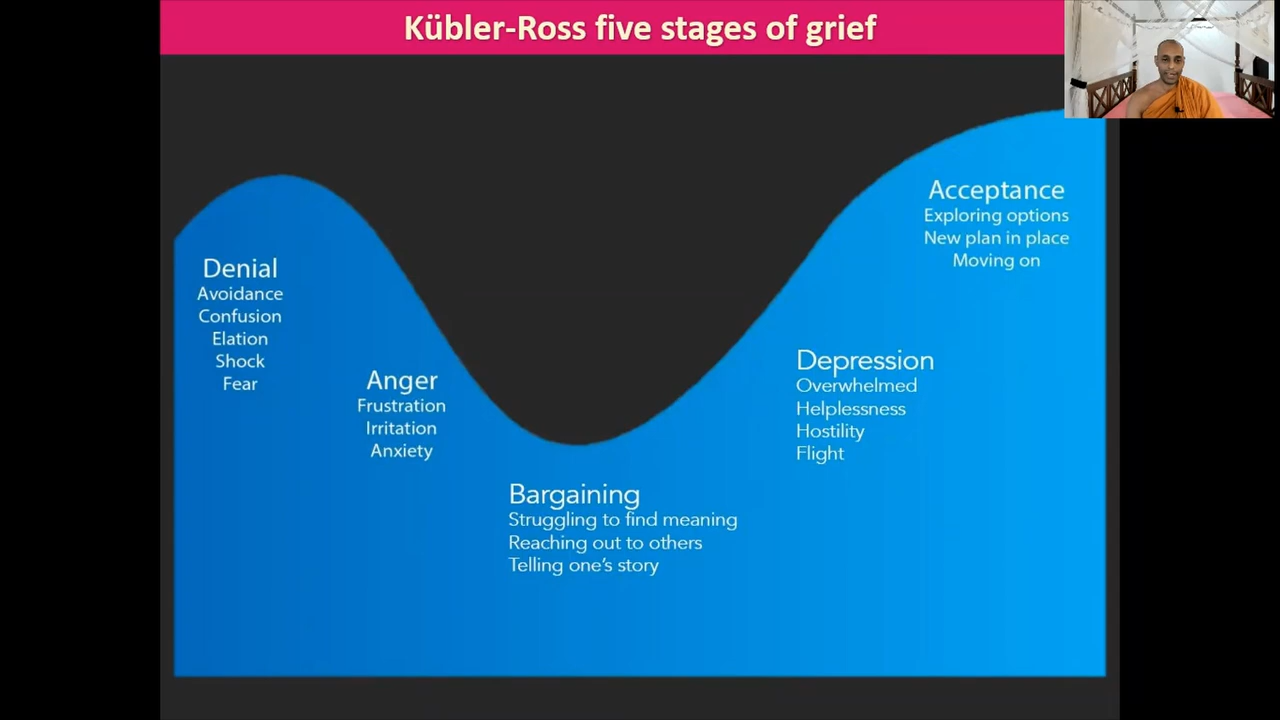 Kübler-Ross five stages of grief
Denial
Avoidance
Confusion
Elation
Shock
Fear
Anger
Frustration
Irritation
Anxiety
Bargaining
Struggling to find meaning
Reaching out to others
Telling one's story
Depression
Overwhelmed
Helplessness
Hostility
Flight
Acceptance
Exploring options
New plan in place
Moving on